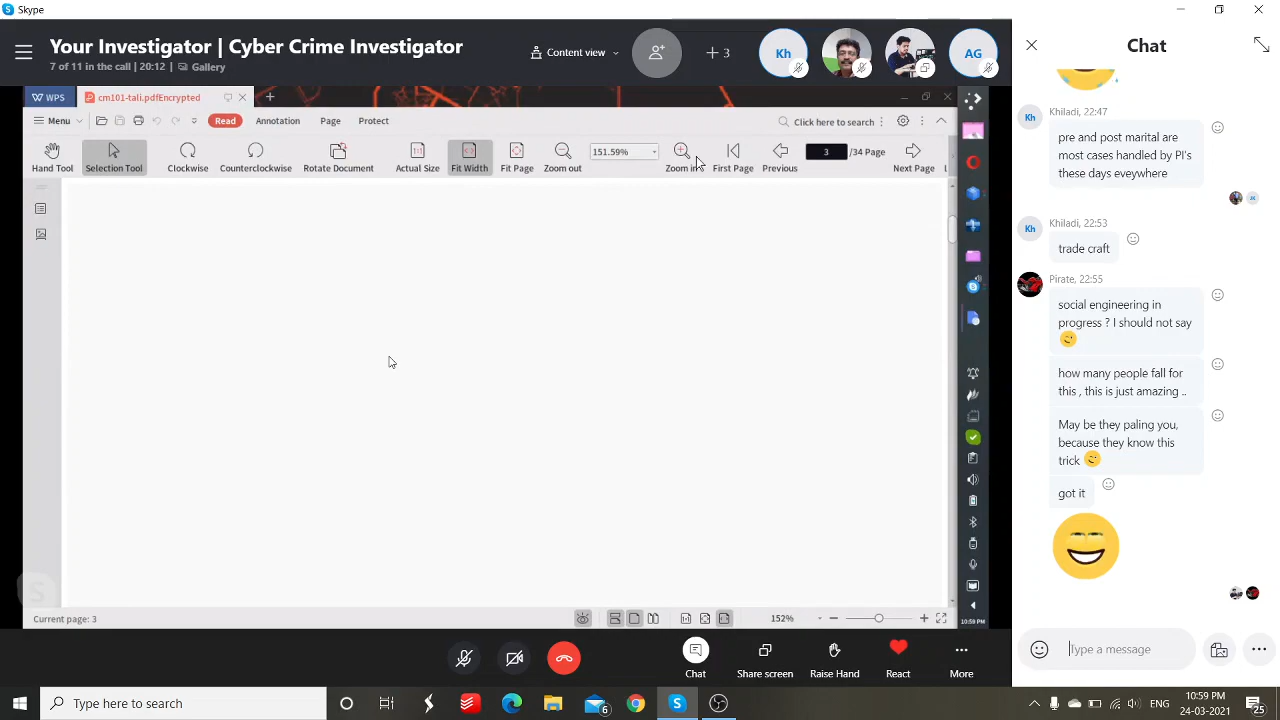 Skype
Your Investigator | Cyber Crime Investigator
7 of 11 in the call | 20:12 | Gallery
Content view
+ 3
Kh
AG
WPS
cm101-tali.pdfEncrypted
Menu
Read
Annotation
Page
Protect
Click here to search
Hand Tool
Selection Tool
Clockwise
Counterclockwise
Rotate Document
Actual Size
Fit Width
Fit Page
Zoom out
151.59%
Zoom in
First Page
Previous
3 /34 Page
Next Page
L
Current page: 3
152%
10:59 PM
Chat
Share screen
Raise Hand
React
More
Chat
Kh
Khiladi, 22:47
pre and post marital are
most cases handled by PI's
these days eveywhere
JK
Kh
Khiladi, 22:53
trade craft
Pirate, 22:55
social engineering in
progress ? I should not say
how many people fall for
this , this is just amazing ..
May be they paling you,
because they know this
trick
got it
Type a message
Type here to search
6
ENG
10:59 PM
24-03-2021
25